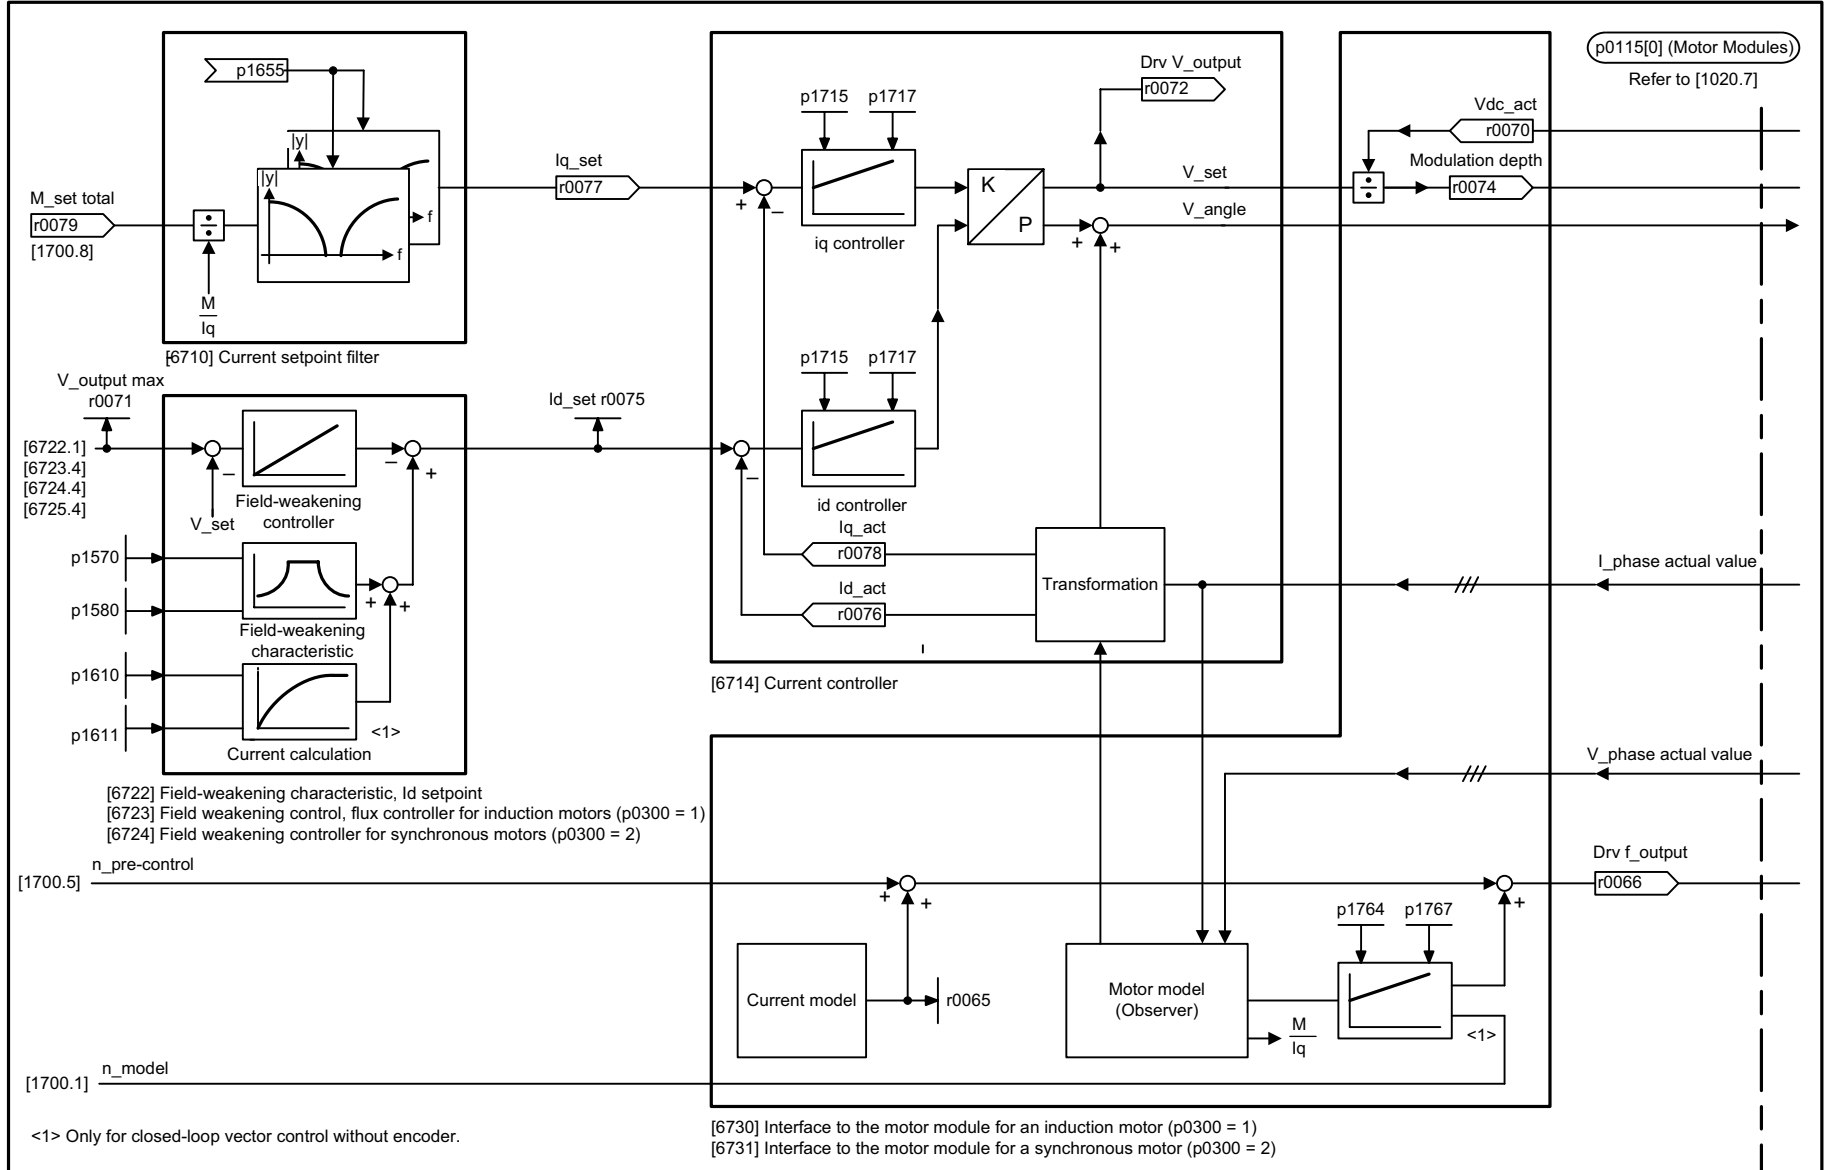 p0115[0] (Motor Modules)
Refer to [1020.7]
p1655
|y|
|y|
f
f
M_set total
r0079
[1700.8]
÷
M
Iq
[6710] Current setpoint filter
Iq_set
r0077
+
–
p1715
p1717
iq controller
K
P
Drv V_output
r0072
V_set
V_angle
+
+
Vdc_act
r0070
Modulation depth
÷
r0074
V_output max
r0071
[6722.1]
[6723.4]
[6724.4]
[6725.4]
–
V_set
Field-weakening
controller
–
+
Id_set r0075
p1570
p1580
Field-weakening
characteristic
+
+
p1610
p1611
<1>
Current calculation
p1715
p1717
–
id controller
Iq_act
r0078
Id_act
r0076
Transformation
I_phase actual value
[6714] Current controller
V_phase actual value
[6722] Field-weakening characteristic, Id setpoint
[6723] Field weakening control, flux controller for induction motors (p0300 = 1)
[6724] Field weakening controller for synchronous motors (p0300 = 2)
n_pre-control
[1700.5]
+
+
+
Drv f_output
r0066
p1764
p1767
Current model
r0065
Motor model
(Observer)
M
Iq
<1>
n_model
[1700.1]
<1> Only for closed-loop vector control without encoder.
[6730] Interface to the motor module for an induction motor (p0300 = 1)
[6731] Interface to the motor module for a synchronous motor (p0300 = 2)